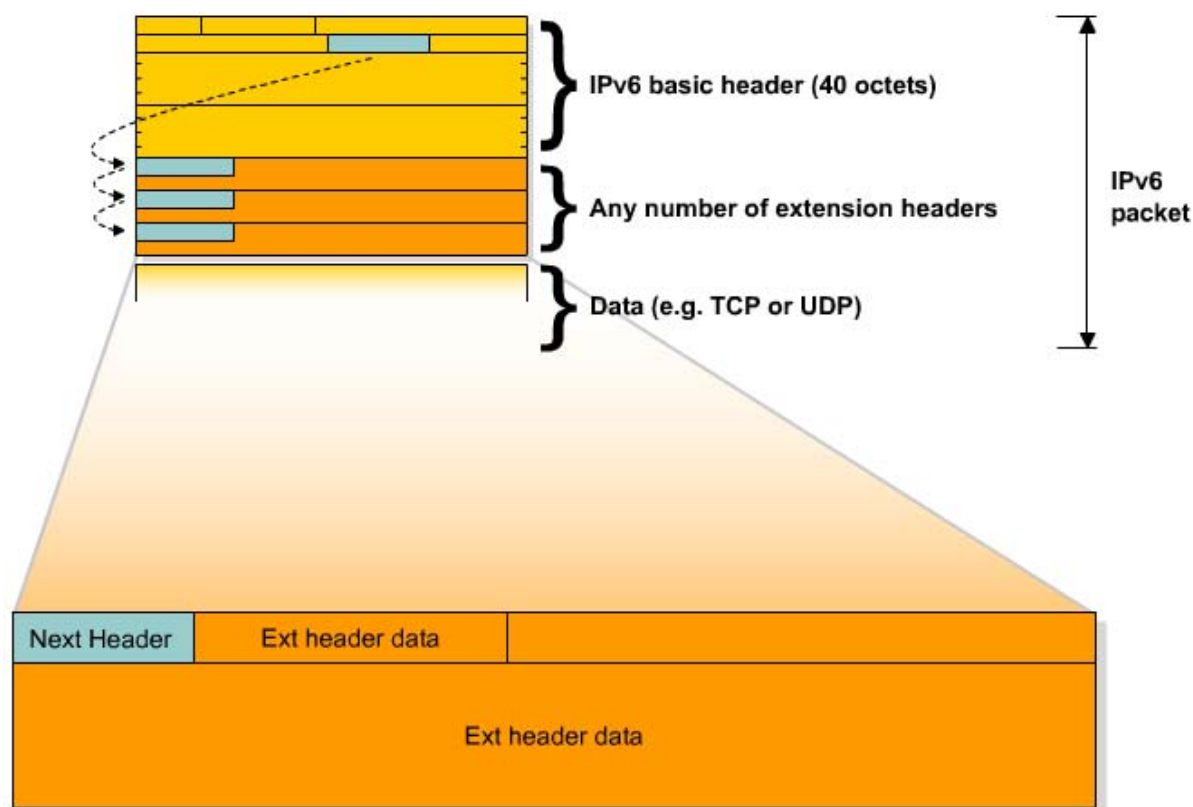 IPv6 basic header (40 octets)
Any number of extension headers
IPv6
packet
Data (e.g. TCP or UDP)
Next Header
Ext header data
Ext header data